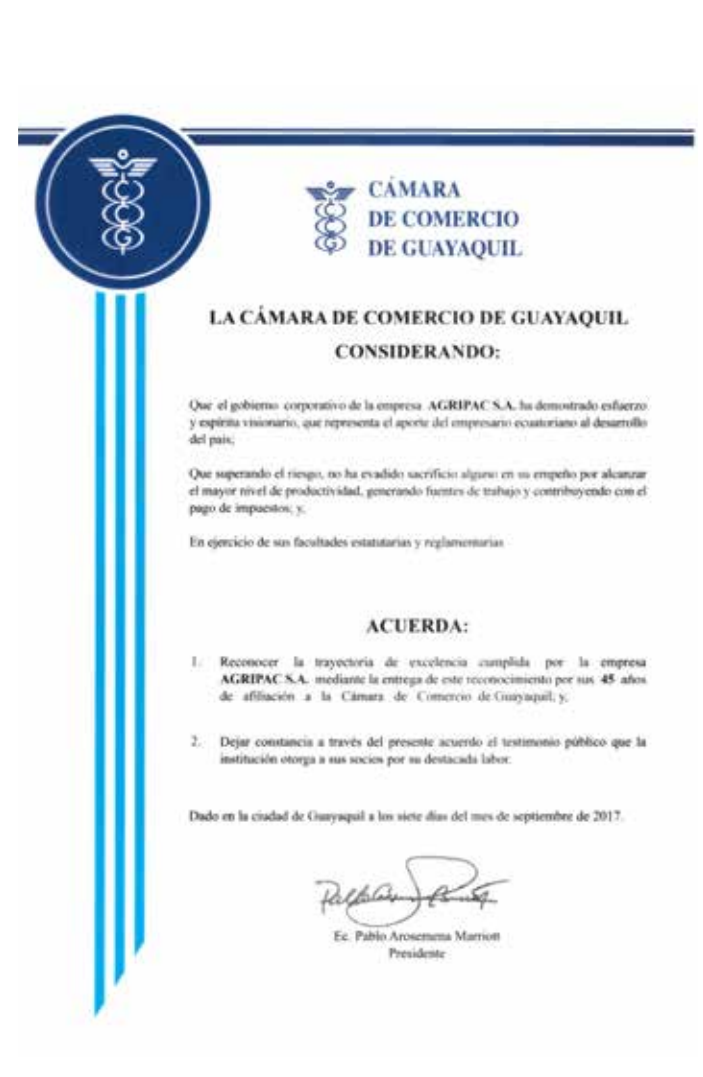 CÁMARA
DE COMERCIO
DE GUAYAQUIL
LA CÁMARA DE COMERCIO DE GUAYAQUIL
CONSIDERANDO:
Que el gobierno corporativo de la empresa AGRIPAC S.A. ha demostrado esfuerzo
y espíritu visionario, que representa el aporte del empresario ecuatoriano al desarrollo
del país;
Que superando el riesgo, no ha evadido sacrificio alguno en su empeño por alcanzar
el mayor nivel de productividad, generando fuentes de trabajo y contribuyendo con el
pago de impuestos; y,
En ejercicio de sus facultades estatutarias y reglamentarias
ACUERDA:
1. Reconocer la trayectoria de excelencia cumplida por la empresa
AGRIPAC S.A. mediante la entrega de este reconocimiento por sus 45 años
de afiliación a la Cámara de Comercio de Guayaquil; y,
2. Dejar constancia a través del presente acuerdo el testimonio público que la
institución otorga a sus socios por su destacada labor.
Dado en la ciudad de Guayaquil a los siete días del mes de septiembre de 2017.
Ec. Pablo Arosemena Marriott
Presidente